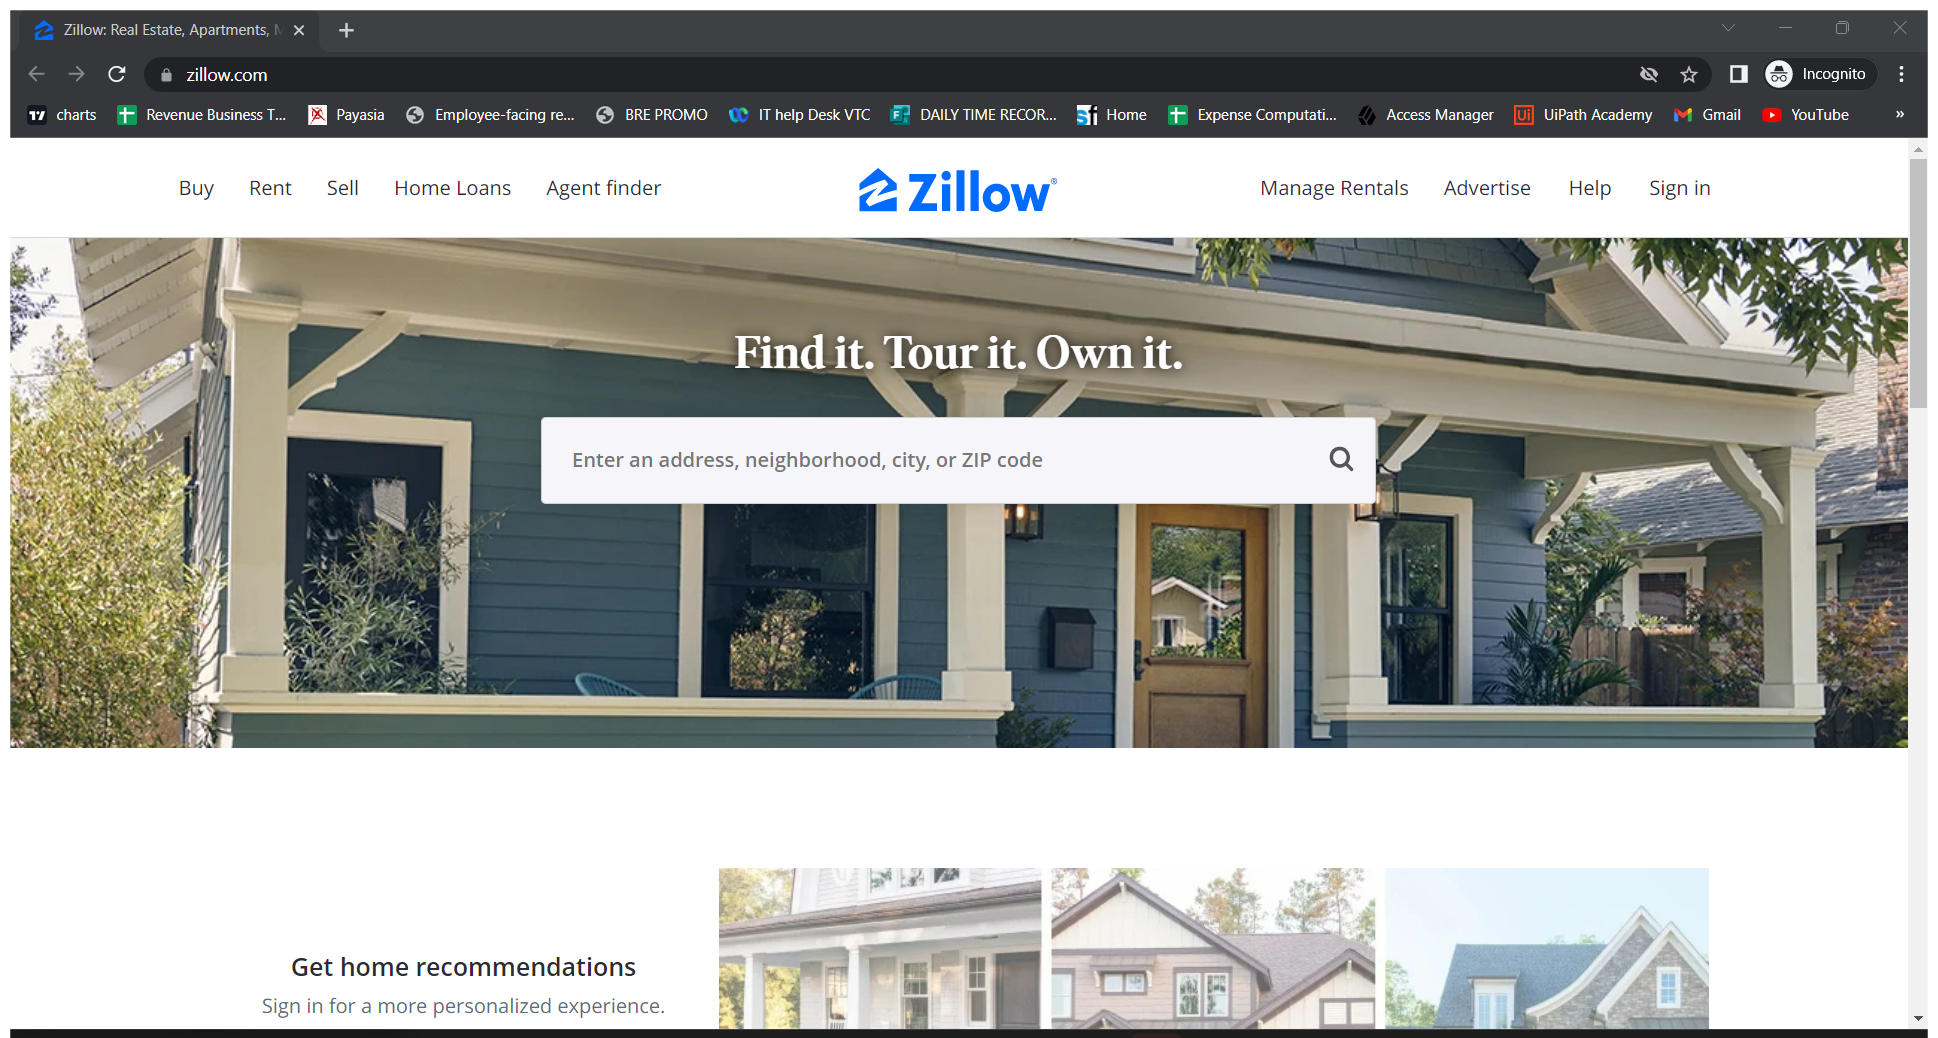 Zillow: Real Estate, Apartments, M
zillow.com
Incognito
charts
Revenue Business T...
Payasia
Employee-facing re...
BRE PROMO
IT help Desk VTC
DAILY TIME RECOR...
Home
Expense Computati...
Access Manager
UiPath Academy
Gmail
YouTube
»
Buy
Rent
Sell
Home Loans
Agent finder
Zillow®
Manage Rentals
Advertise
Help
Sign in
Find it. Tour it. Own it.
Enter an address, neighborhood, city, or ZIP code
Get home recommendations
Sign in for a more personalized experience.